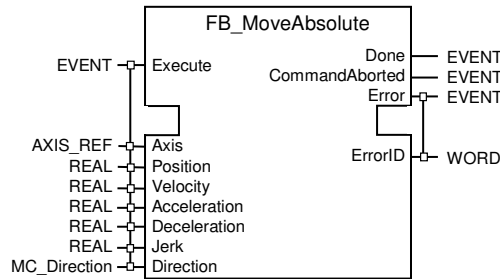 FB_MoveAbsolute
Done EVENT
EVENT Execute CommandAborted EVENT
Error EVENT
AXIS_REF Axis ErrorID WORD
REAL Position
REAL Velocity
REAL Acceleration
REAL Deceleration
REAL Jerk
MC_Direction Direction